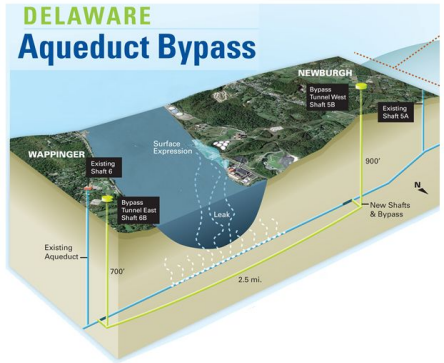 DELAWARE
Aqueduct Bypass
NEWBURGH
Bypass
Tunnel West
Shaft 5B
Existing
Shaft 5A
Surface
Expression
WAPPINGER
Existing
Shaft 6
Bypass
Tunnel East
Shaft 6B
900'
N
Leak
New Shafts
& Bypass
Existing
Aqueduct
700'
2.5 mi.